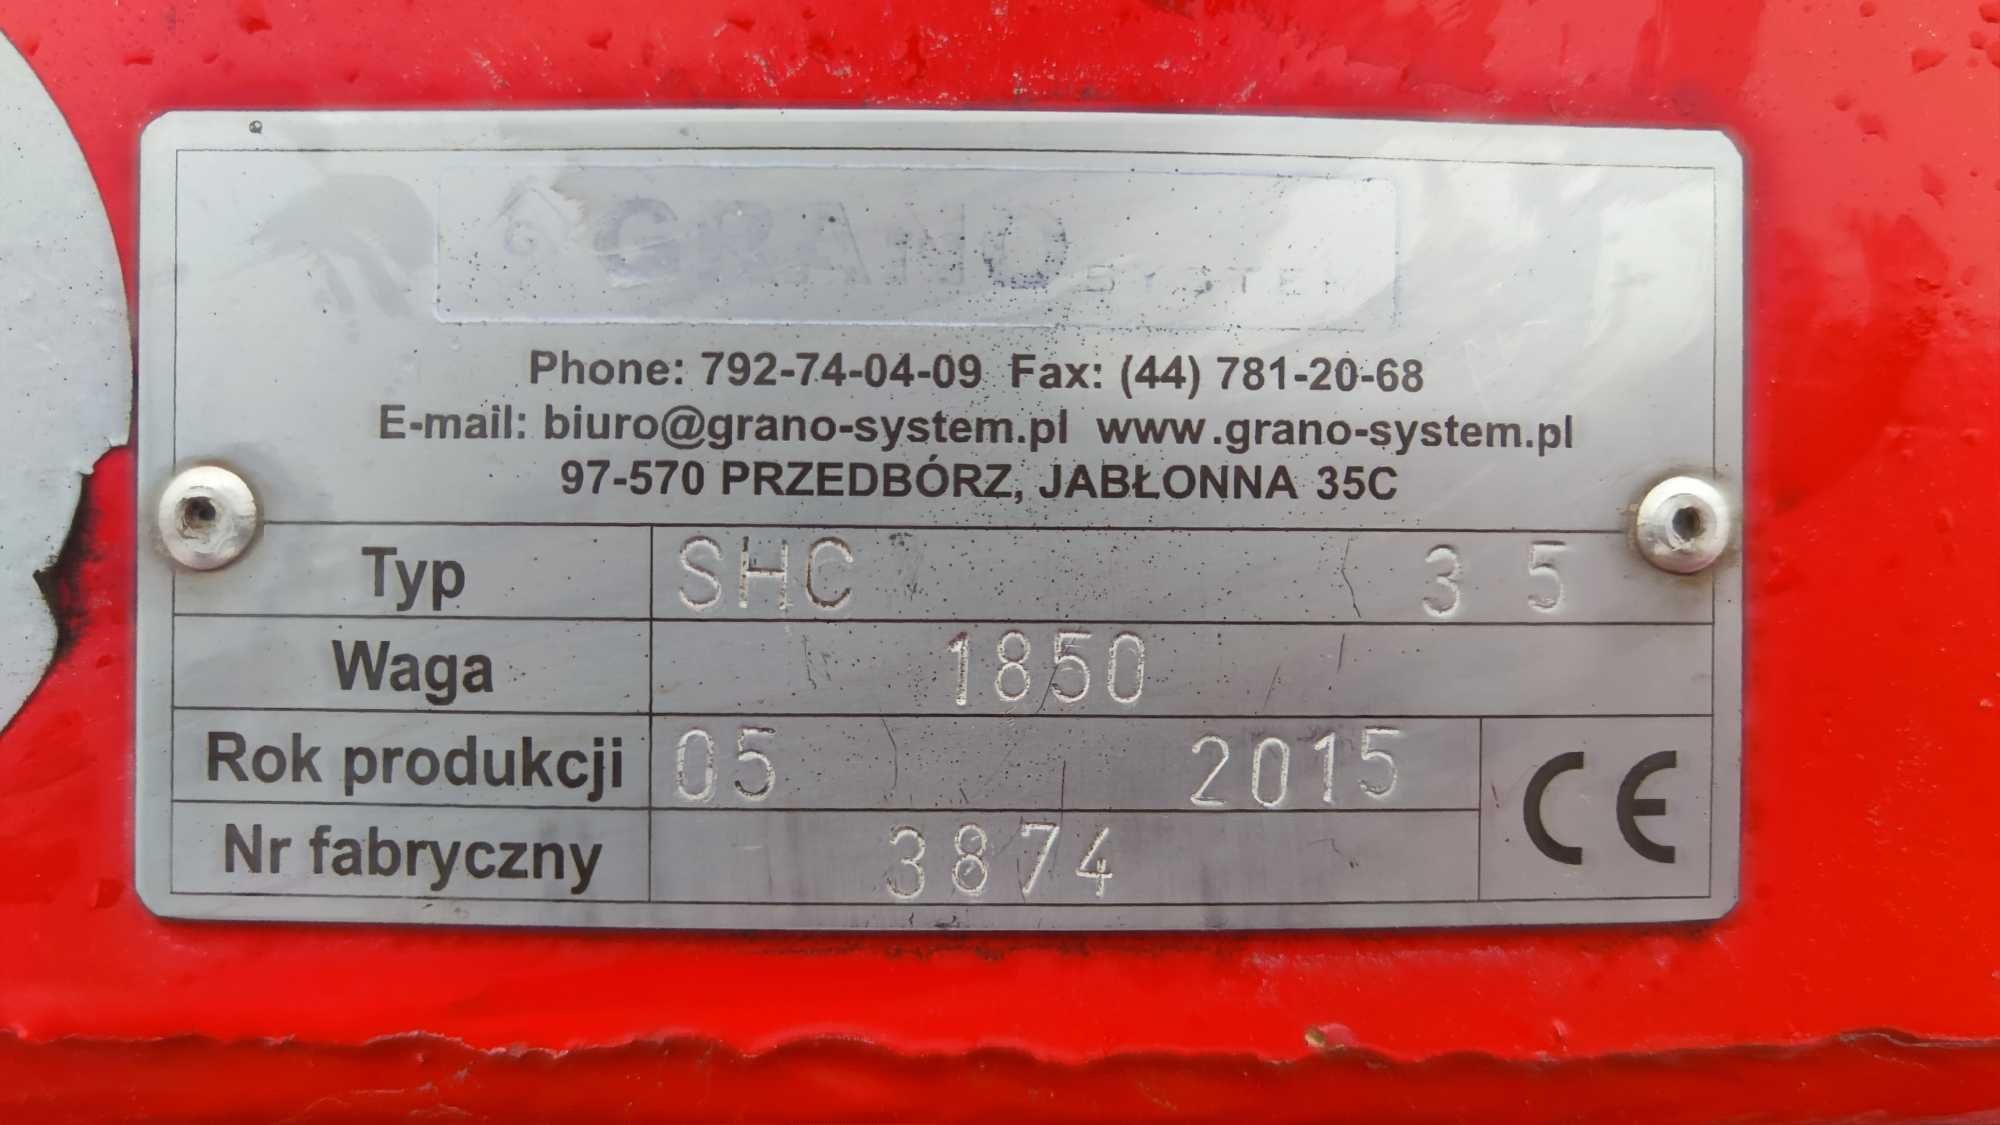 Phone: 792-74-04-09 Fax: (44) 781-20-68
E-mail: biuro@grano-system.pl www.grano-system.pl
97-570 PRZEDBÓRZ, JABŁONNA 35C
Typ SHC 3 5
Waga 1850
Rok produkcji 05 2015
Nr fabryczny 3874
CE